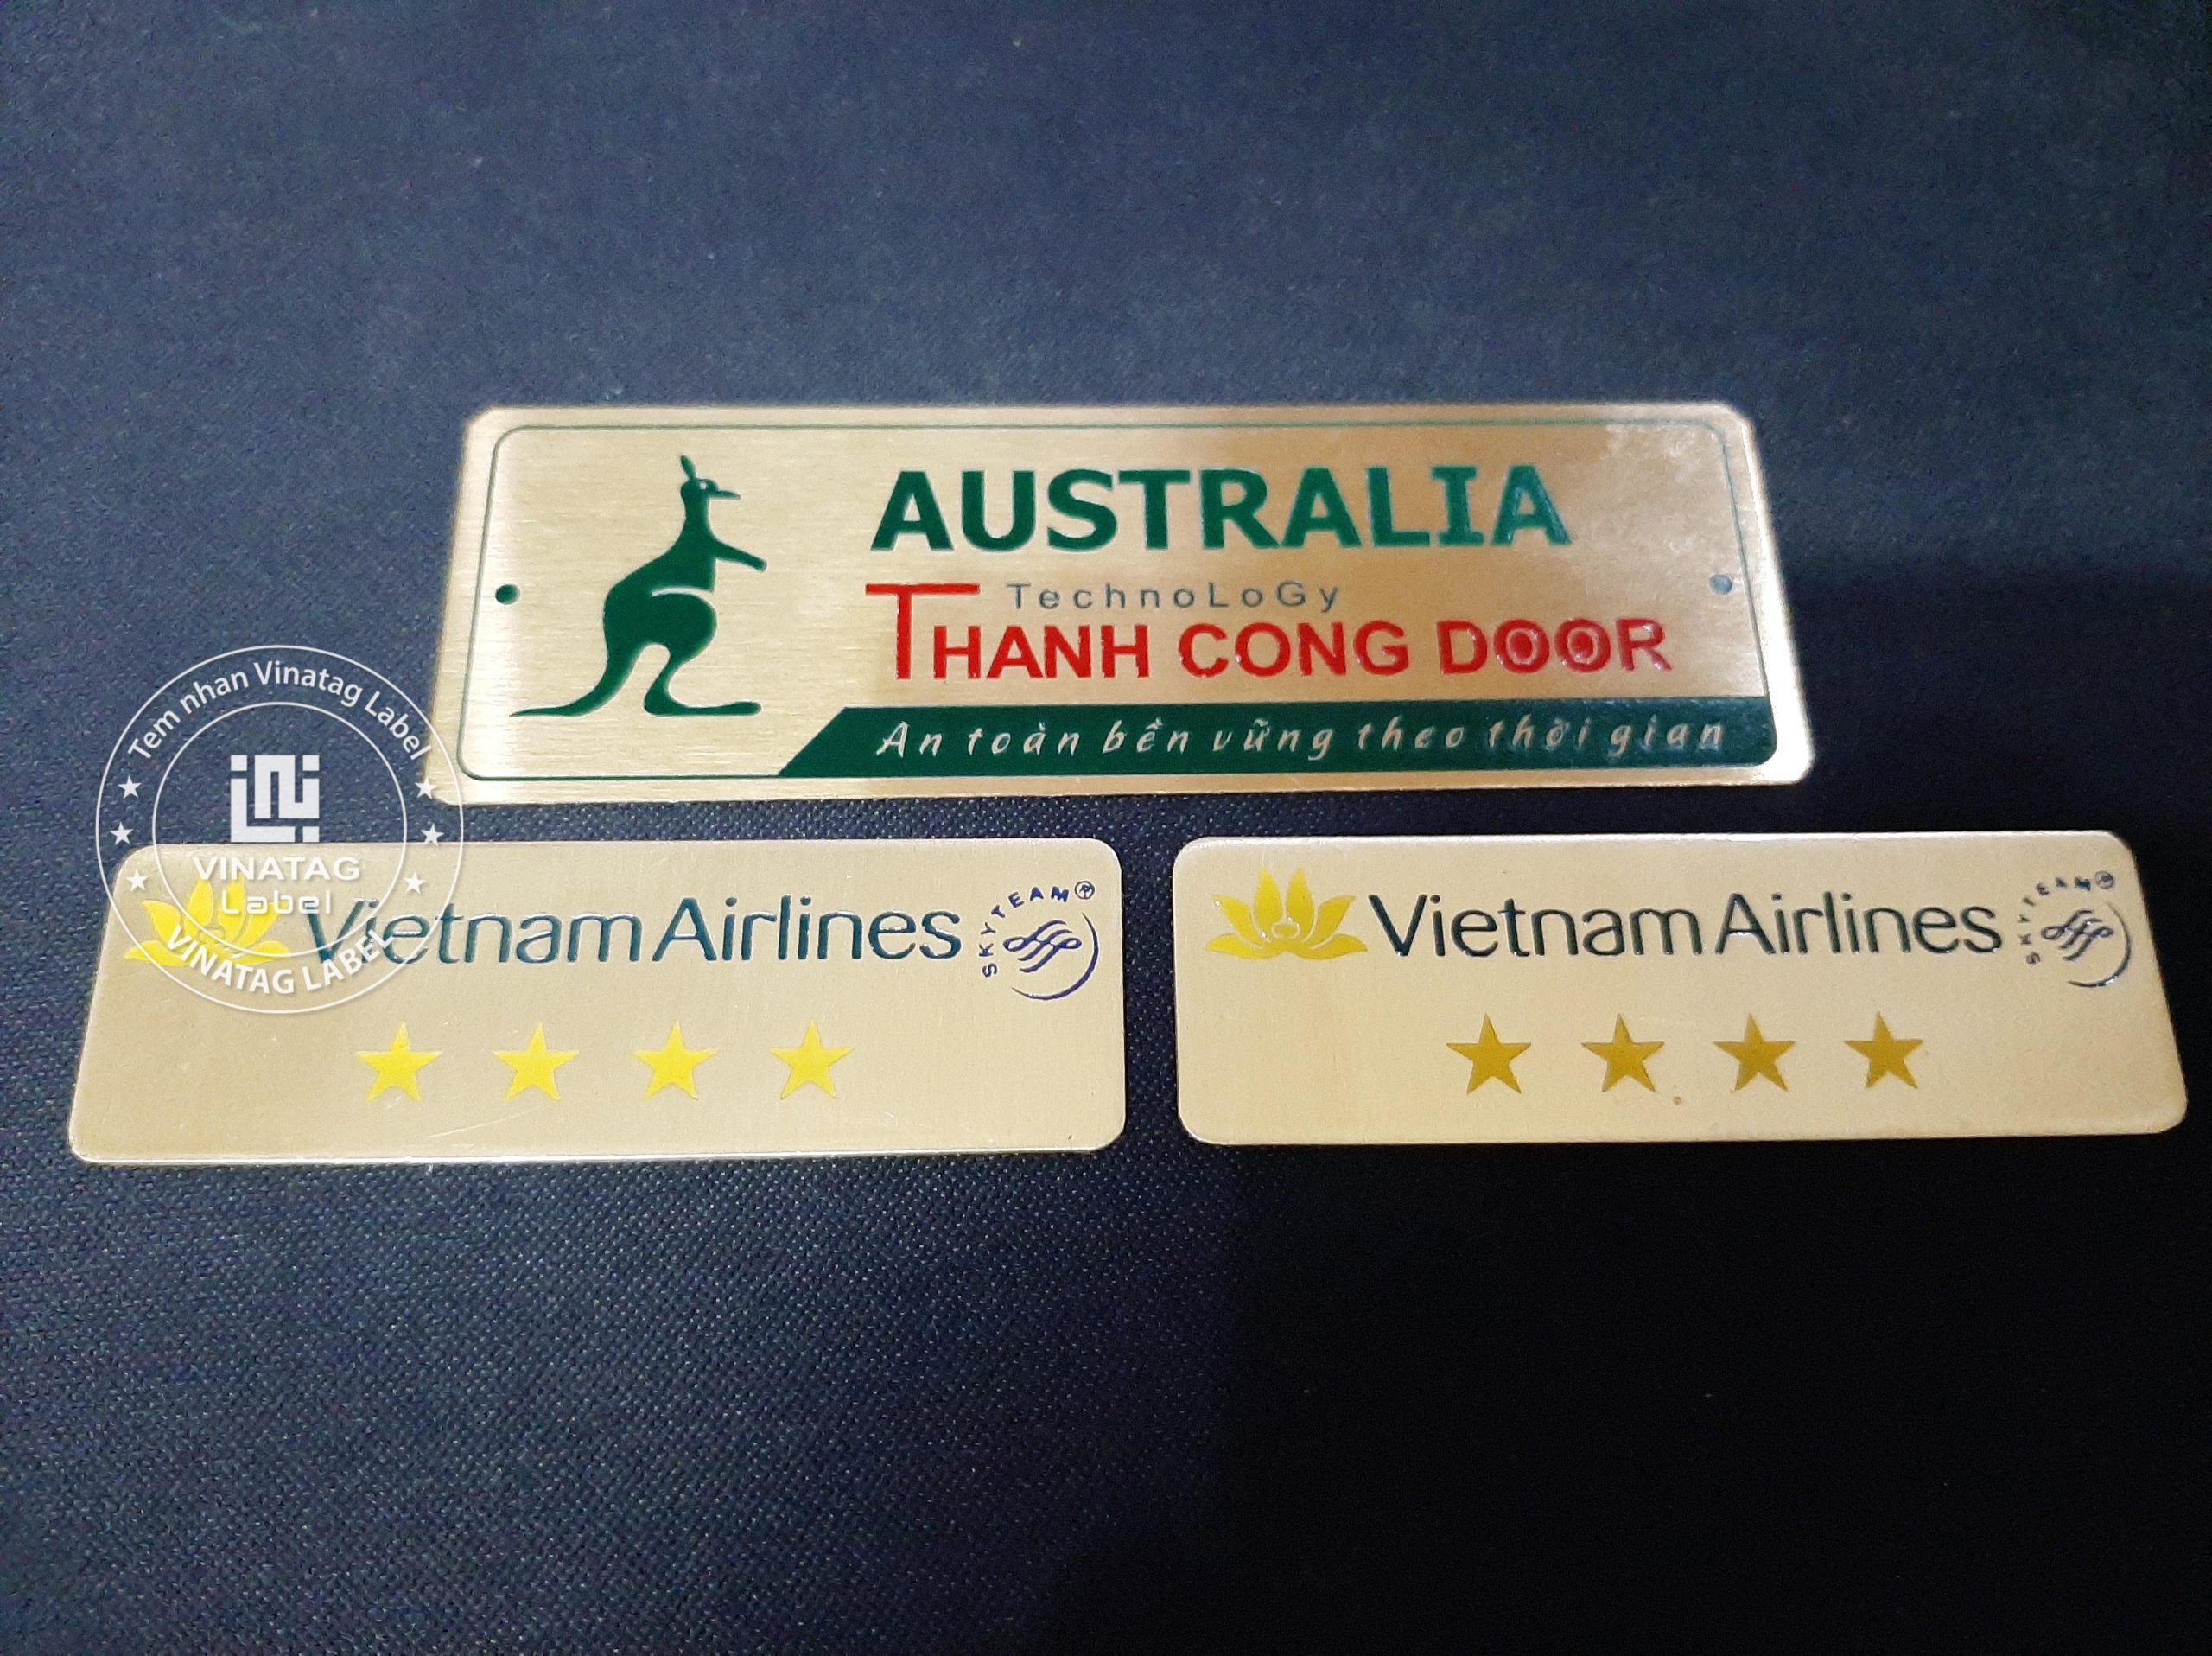 AUSTRALIA
TechnoLoGy
THANH CONG DOOR
An toàn bền vững theo thời gian
Tem nhan Vinatag Label
VINATAG
Label
VINATAG LABEL
Vietnam Airlines
SKYTEAM®
Vietnam Airlines
SKYTEAM®